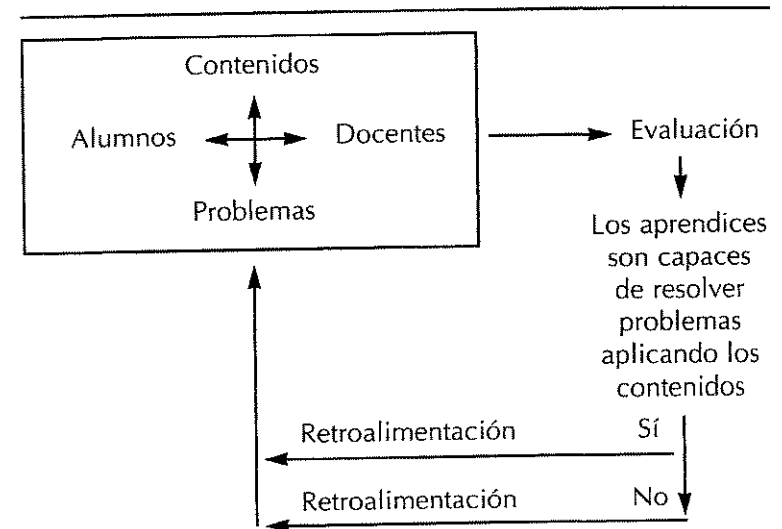 Contenidos
Alumnos Docentes
Evaluación
Problemas
Los aprendices
son capaces
de resolver
problemas
aplicando los
contenidos
Retroalimentación Sí
Retroalimentación No